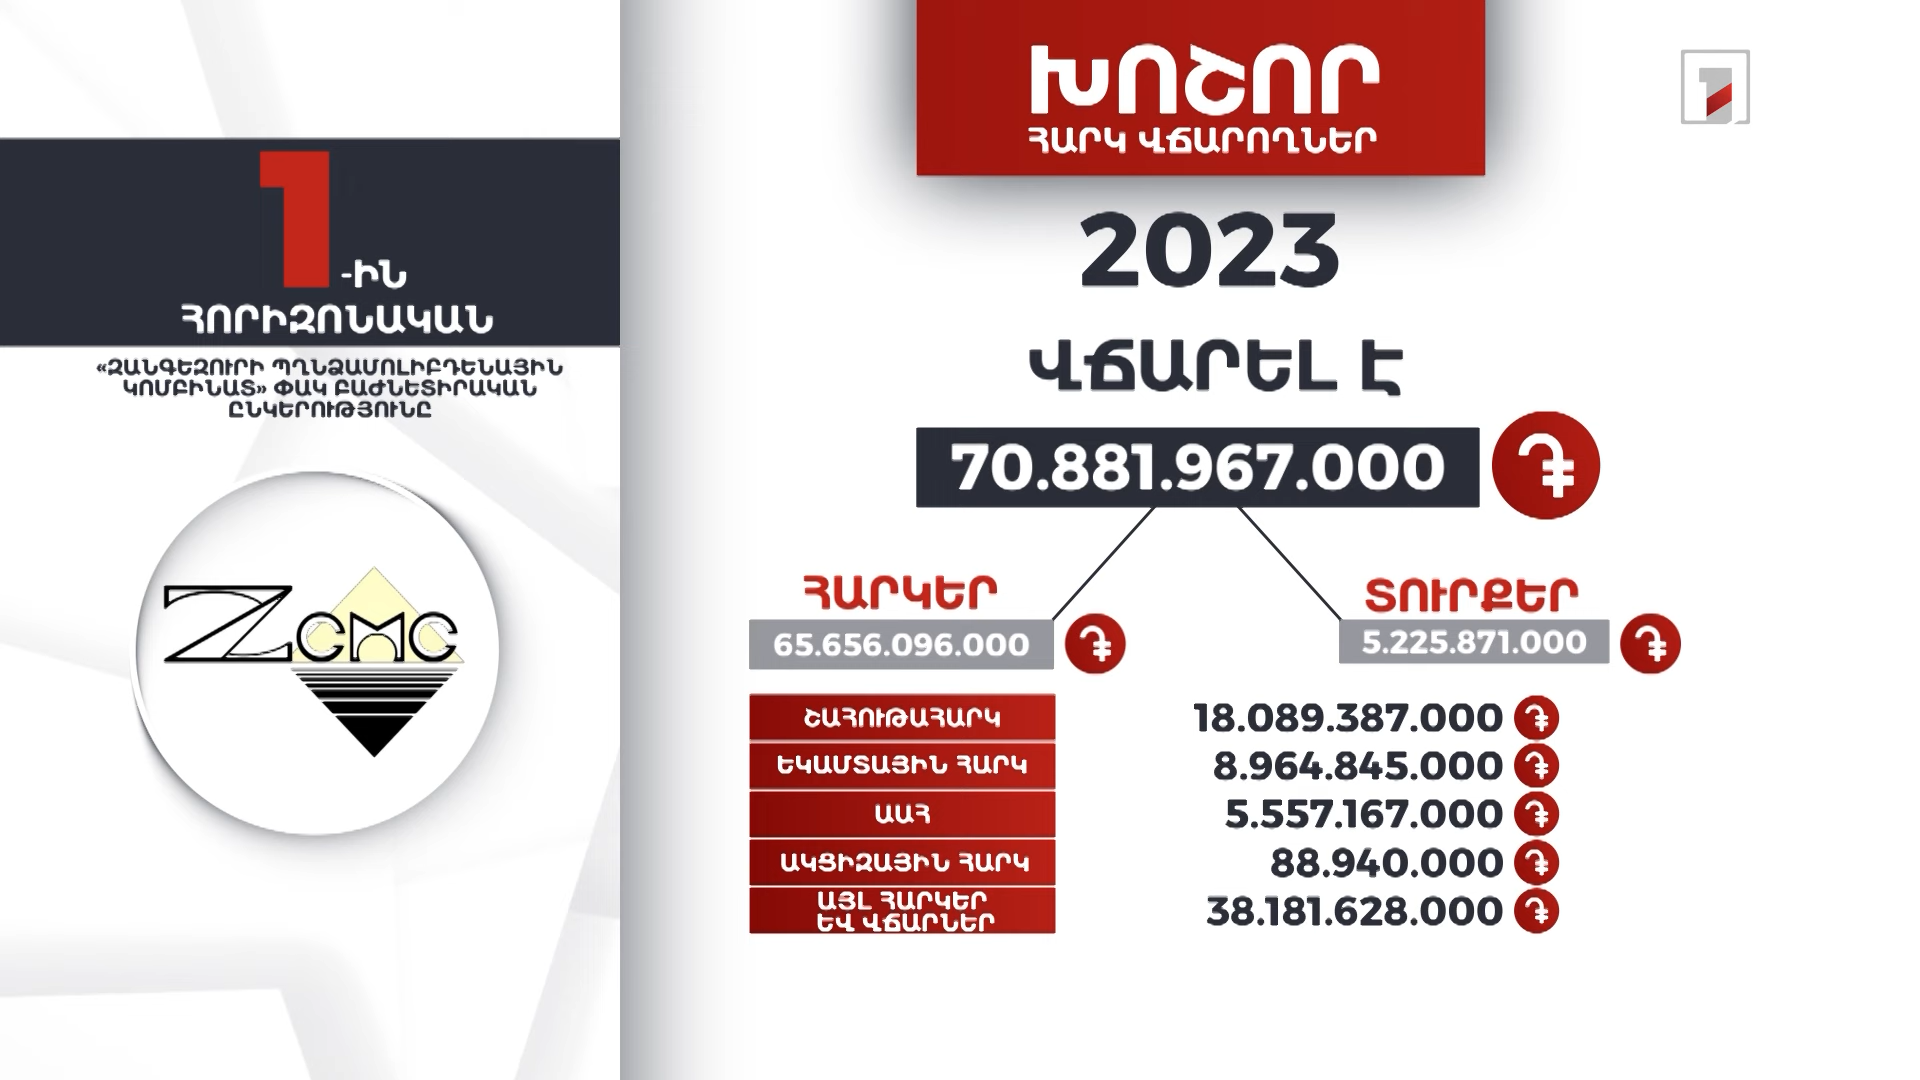 1-ԻՆ
ՀՈՐԻԶՈՆԱԿԱՆ
«ԶԱՆԳԵԶՈՒՐԻ ՊՂՆՁԱՄՈԼԻԲԴԵՆԱՅԻՆ
ԿՈՄԲԻՆԱՏ» ՓԱԿ ԲԱԺՆԵՏԻՐԱԿԱՆ
ԸՆԿԵՐՈՒԹՅՈՒՆԸ
ZCMC
ԽՈՇՈՐ
ՀԱՐԿ ՎՃԱՐՈՂՆԵՐ
1
2023
ՎՃԱՐԵԼ Է
70.881.967.000 ֏
ՀԱՐԿԵՐ
65.656.096.000 ֏
ՏՈՒՐՔԵՐ
5.225.871.000 ֏
ՇԱՀՈՒԹԱՀԱՐԿ 18.089.387.000 ֏
ԵԿԱՄՏԱՅԻՆ ՀԱՐԿ 8.964.845.000 ֏
ԱԱՀ 5.557.167.000 ֏
ԱԿՑԻԶԱՅԻՆ ՀԱՐԿ 88.940.000 ֏
ԱՅԼ ՀԱՐԿԵՐ
ԵՎ ՎՃԱՐՆԵՐ 38.181.628.000 ֏